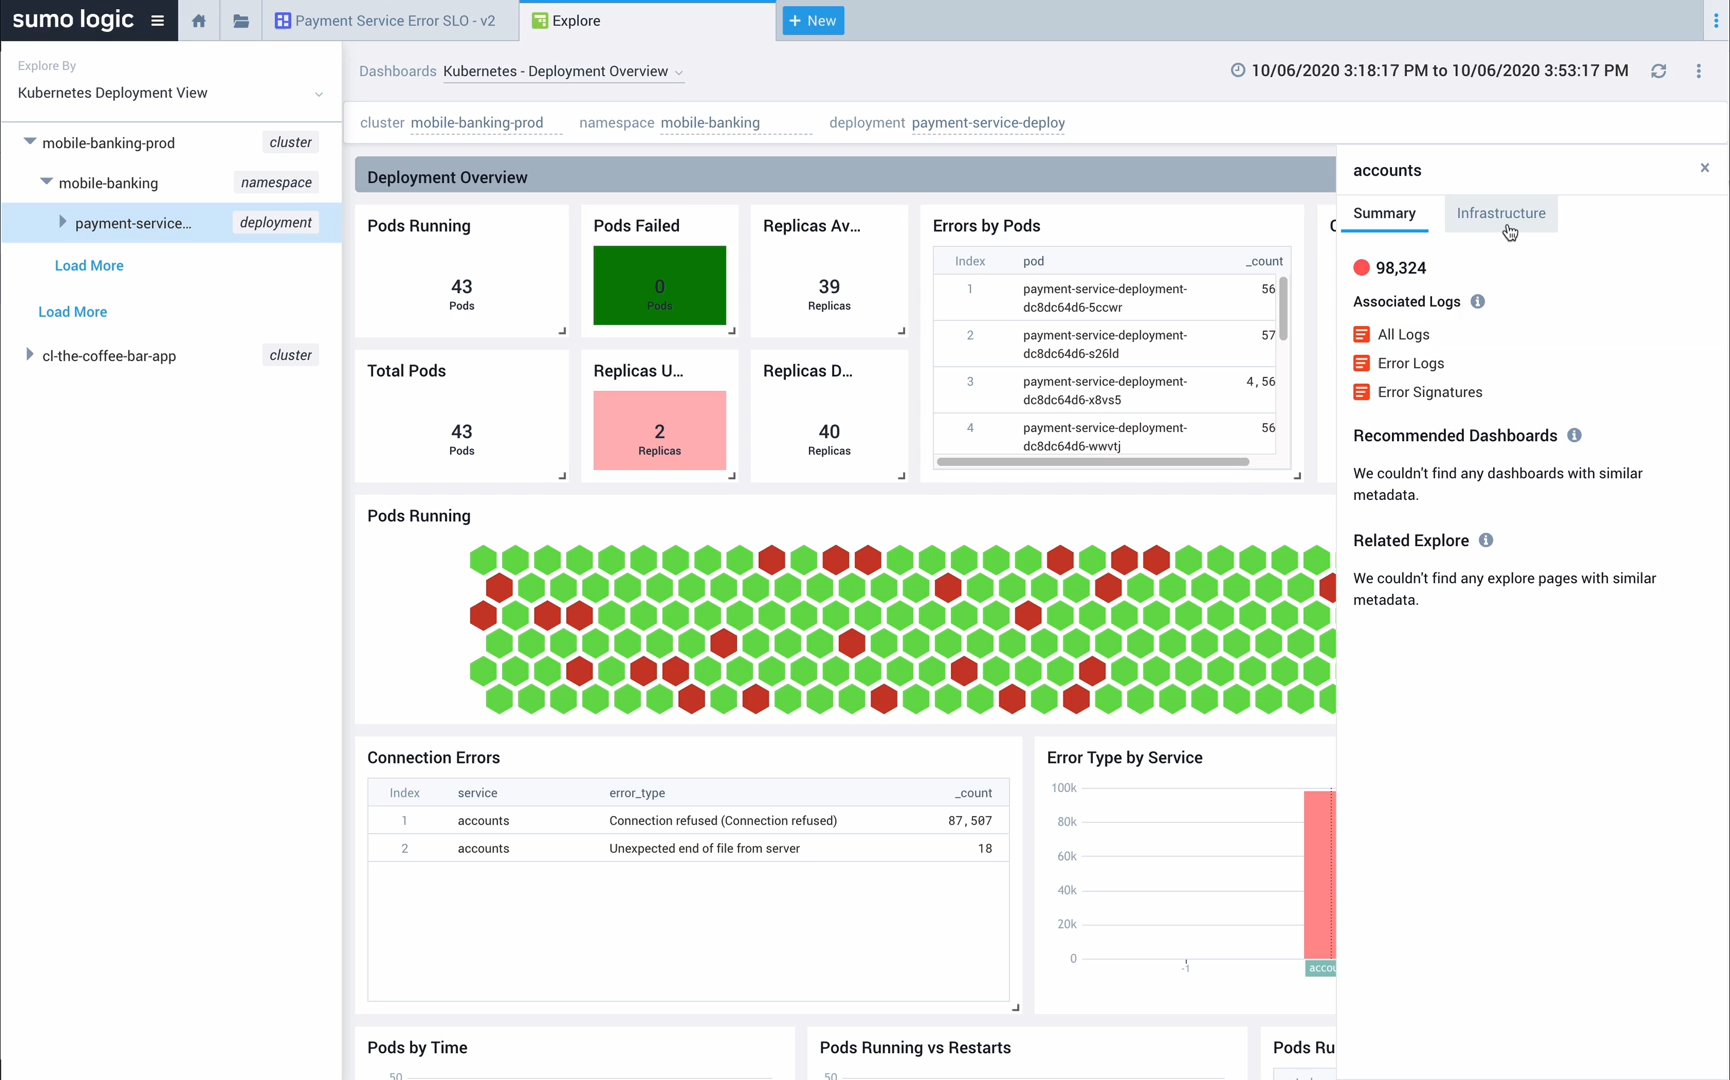 sumo logic
Payment Service Error SLO - v2
Explore
+ New
Explore By
Kubernetes Deployment View
Dashboards Kubernetes - Deployment Overview
10/06/2020 3:18:17 PM to 10/06/2020 3:53:17 PM
cluster mobile-banking-prod namespace mobile-banking deployment payment-service-deploy
mobile-banking-prod cluster
mobile-banking namespace
payment-service... deployment
Load More
Load More
cl-the-coffee-bar-app cluster
Deployment Overview
Pods Running
43
Pods
Pods Failed
0
Pods
Replicas Av...
39
Replicas
Total Pods
43
Pods
Replicas U...
2
Replicas
Replicas D...
40
Replicas
Errors by Pods
Index pod _count
1 payment-service-deployment- 56
dc8dc64d6-5ccwr
2 payment-service-deployment- 57
dc8dc64d6-s26ld
3 payment-service-deployment- 4,56
dc8dc64d6-x8vs5
4 payment-service-deployment- 56
dc8dc64d6-wwvtj
Pods Running
Connection Errors
Index service error_type _count
1 accounts Connection refused (Connection refused) 87,507
2 accounts Unexpected end of file from server 18
Error Type by Service
100k
80k
60k
40k
20k
0
-1
accou
Pods by Time
50
Pods Running vs Restarts
50
Pods Ru
accounts
Summary Infrastructure
98,324
Associated Logs
All Logs
Error Logs
Error Signatures
Recommended Dashboards
We couldn't find any dashboards with similar
metadata.
Related Explore
We couldn't find any explore pages with similar
metadata.